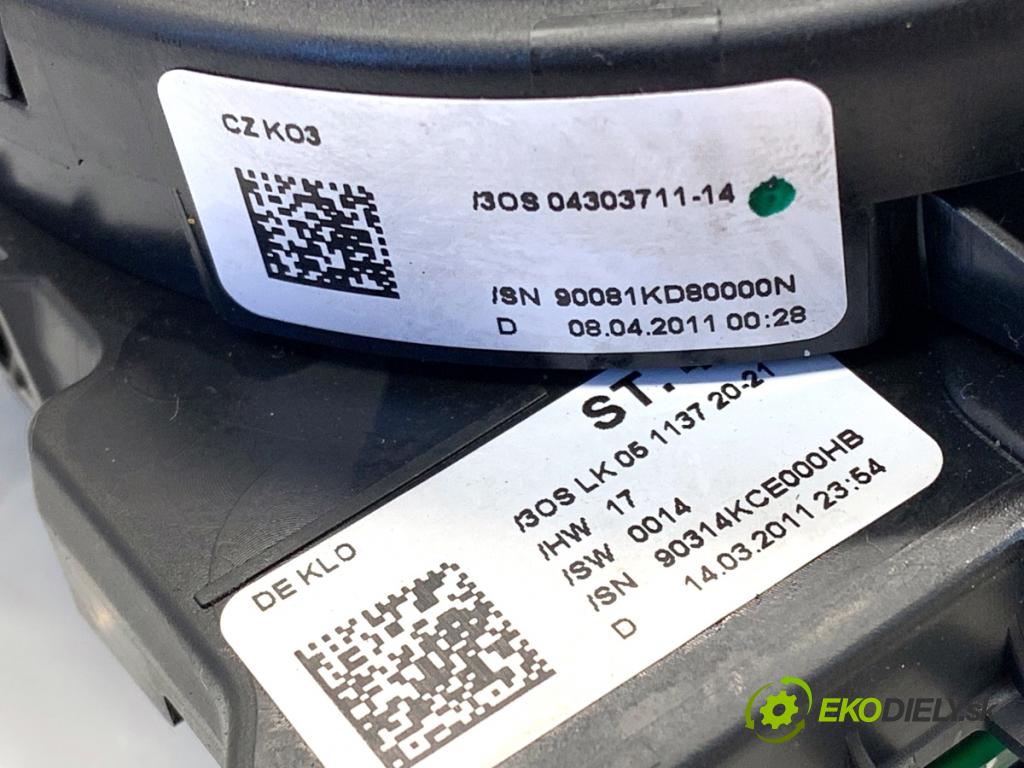 CZ K03
/3OS 04303711-14
/SN 90081KD80000N
D 08.04.2011 00:28
/3OS LK 05 1137 20-21
/HW 17
/SW 0014
/SN 90314KCE000HB
D 14.03.2011 23:54
DE KLO
EKODIELY.SK